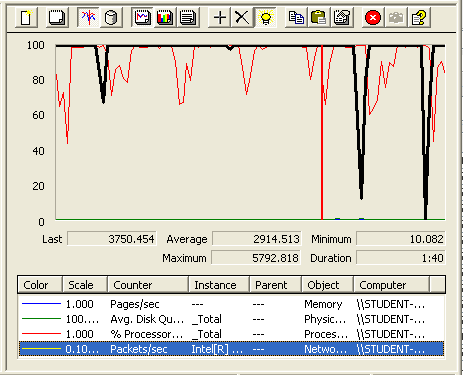 100
80
60
40
20
0
Last 3750.454 Average 2914.513 Minimum 10.082
Maximum 5792.818 Duration 1:40
Color Scale Counter Instance Parent Object Computer
1.000 Pages/sec --- --- Memory \\STUDENT-...
100.... Avg. Disk Qu... _Total --- Physic... \\STUDENT-...
1.000 % Processor... _Total --- Proces... \\STUDENT-...
0.10... Packets/sec Intel[R] ... --- Netwo... \\STUDENT-...